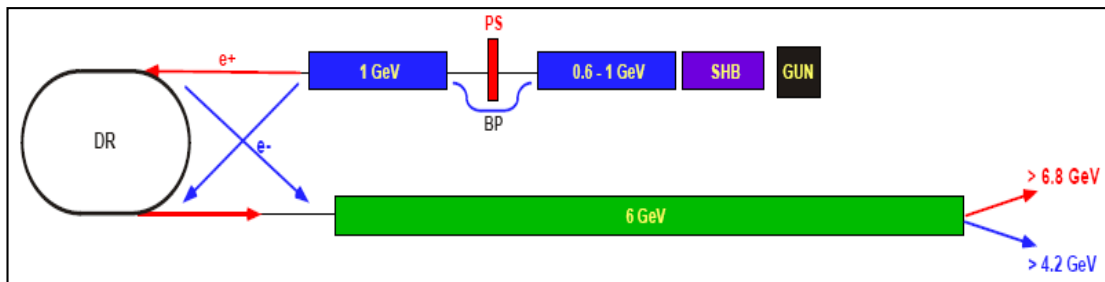 PS
e+
1 GeV
0.6 - 1 GeV
SHB
GUN
BP
DR
e-
> 6.8 GeV
6 GeV
> 4.2 GeV